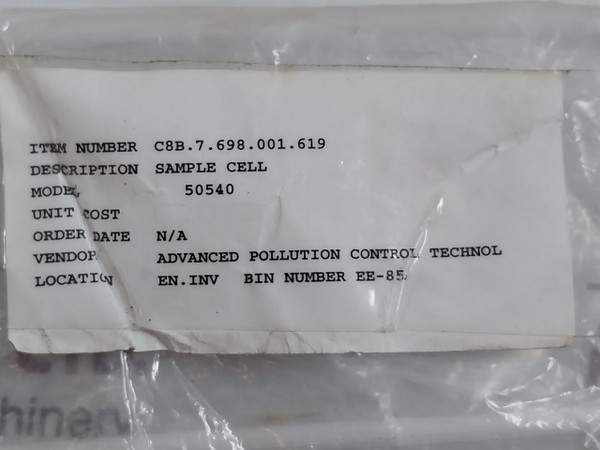 ITEM NUMBER C8B.7.698.001.619
DESCRIPTION SAMPLE CELL
MODEL 50540
UNIT COST
ORDER DATE N/A
VENDOR ADVANCED POLLUTION CONTROL TECHNOL
LOCATION EN.INV BIN NUMBER EE-85